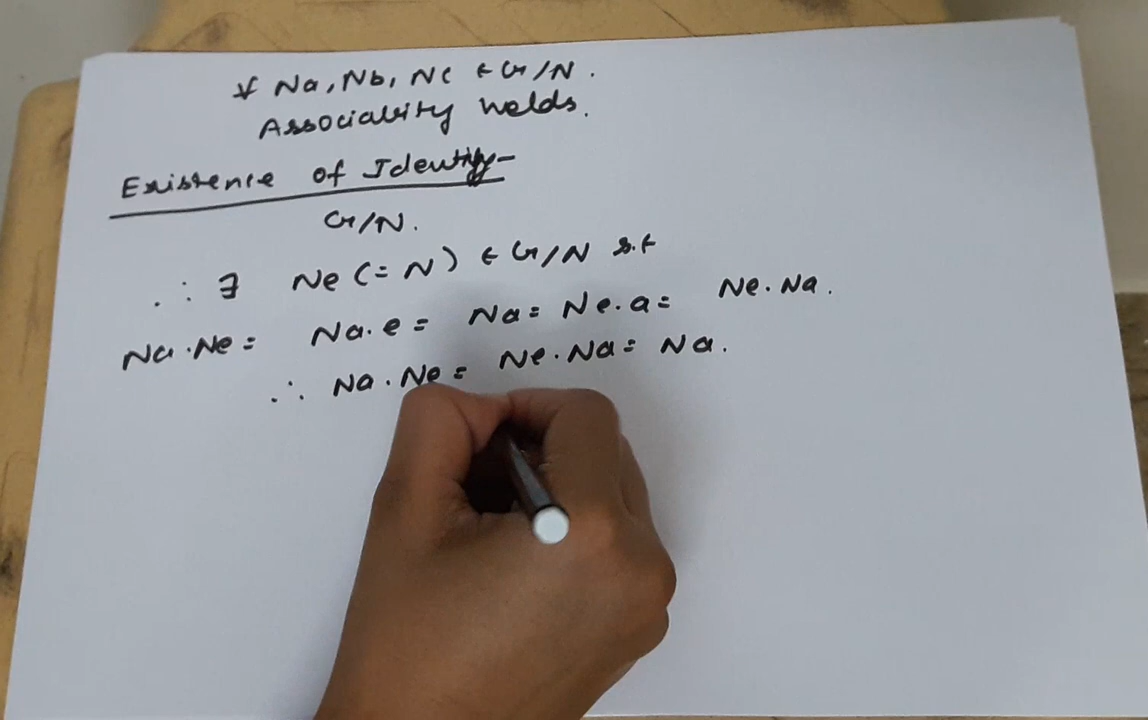 ∀ Na, Nb, Nc ∈ G/N.
Associality holds.
Existence of Identity-
G/N.
∴ ∃ Ne (= N) ∈ G/N s.t
Na . Ne = Na . e = Na = Ne . a = Ne . Na .
∴ Na . Ne = Ne . Na = Na .